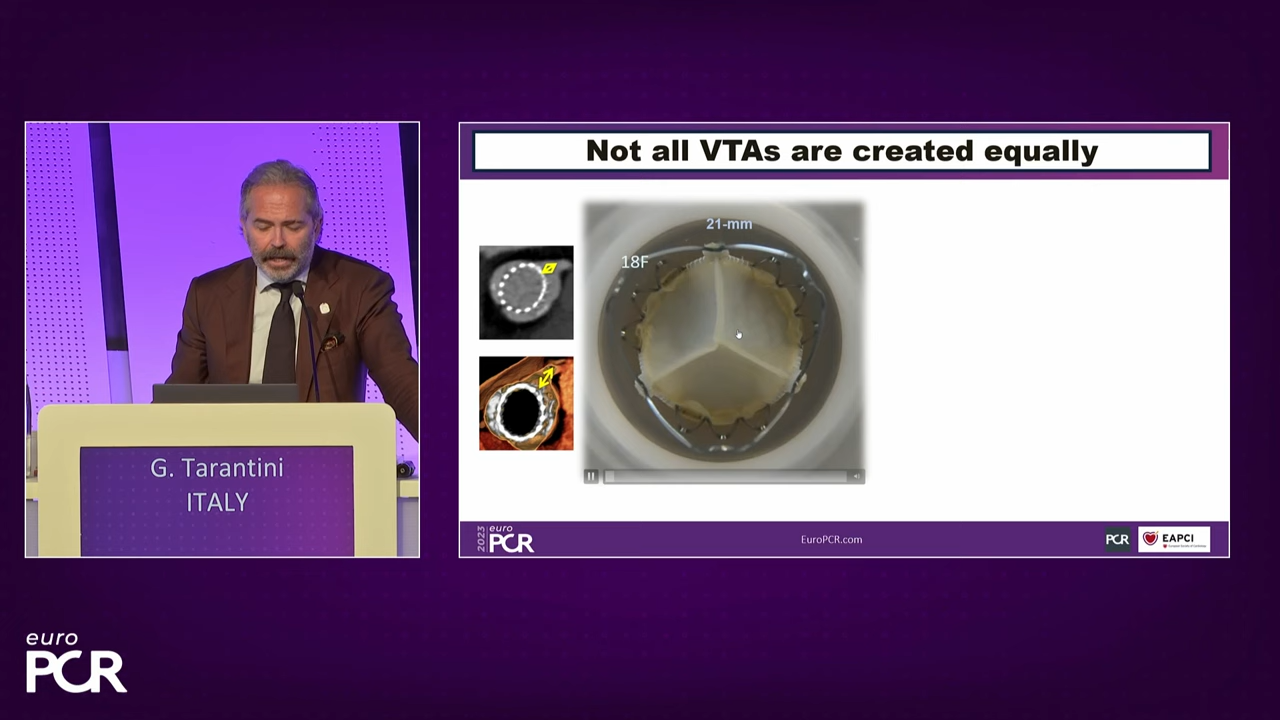 Not all VTAs are created equally
21-mm
18F
G. Tarantini
ITALY
2023 euro
PCR
EuroPCR.com
PCR
EAPCI
euro
PCR